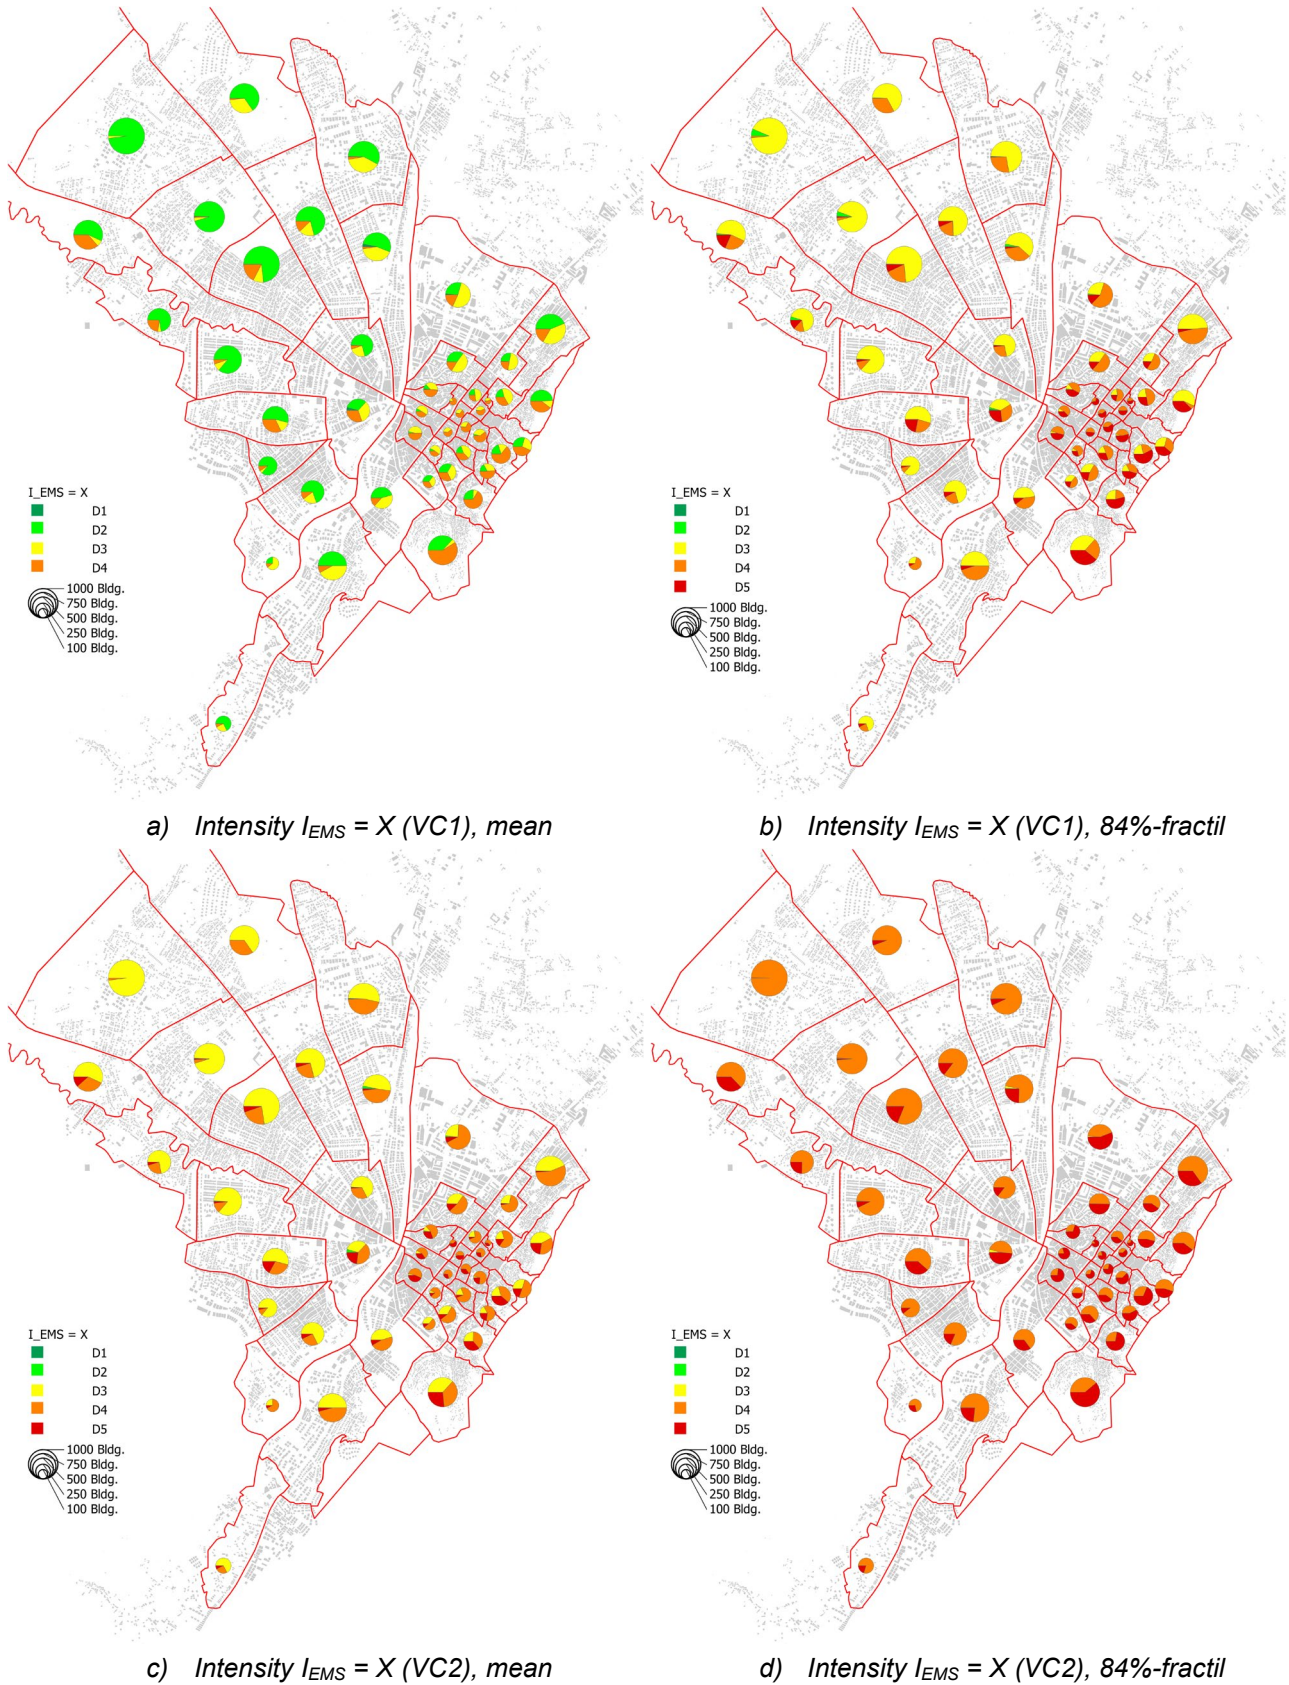 I_EMS = X
D1
D2
D3
D4
1000 Bldg.
750 Bldg.
500 Bldg.
250 Bldg.
100 Bldg.
I_EMS = X
D1
D2
D3
D4
D5
1000 Bldg.
750 Bldg.
500 Bldg.
250 Bldg.
100 Bldg.
a) Intensity IEMS = X (VC1), mean
b) Intensity IEMS = X (VC1), 84%-fractil
I_EMS = X
D1
D2
D3
D4
D5
1000 Bldg.
750 Bldg.
500 Bldg.
250 Bldg.
100 Bldg.
I_EMS = X
D1
D2
D3
D4
D5
1000 Bldg.
750 Bldg.
500 Bldg.
250 Bldg.
100 Bldg.
c) Intensity IEMS = X (VC2), mean
d) Intensity IEMS = X (VC2), 84%-fractil